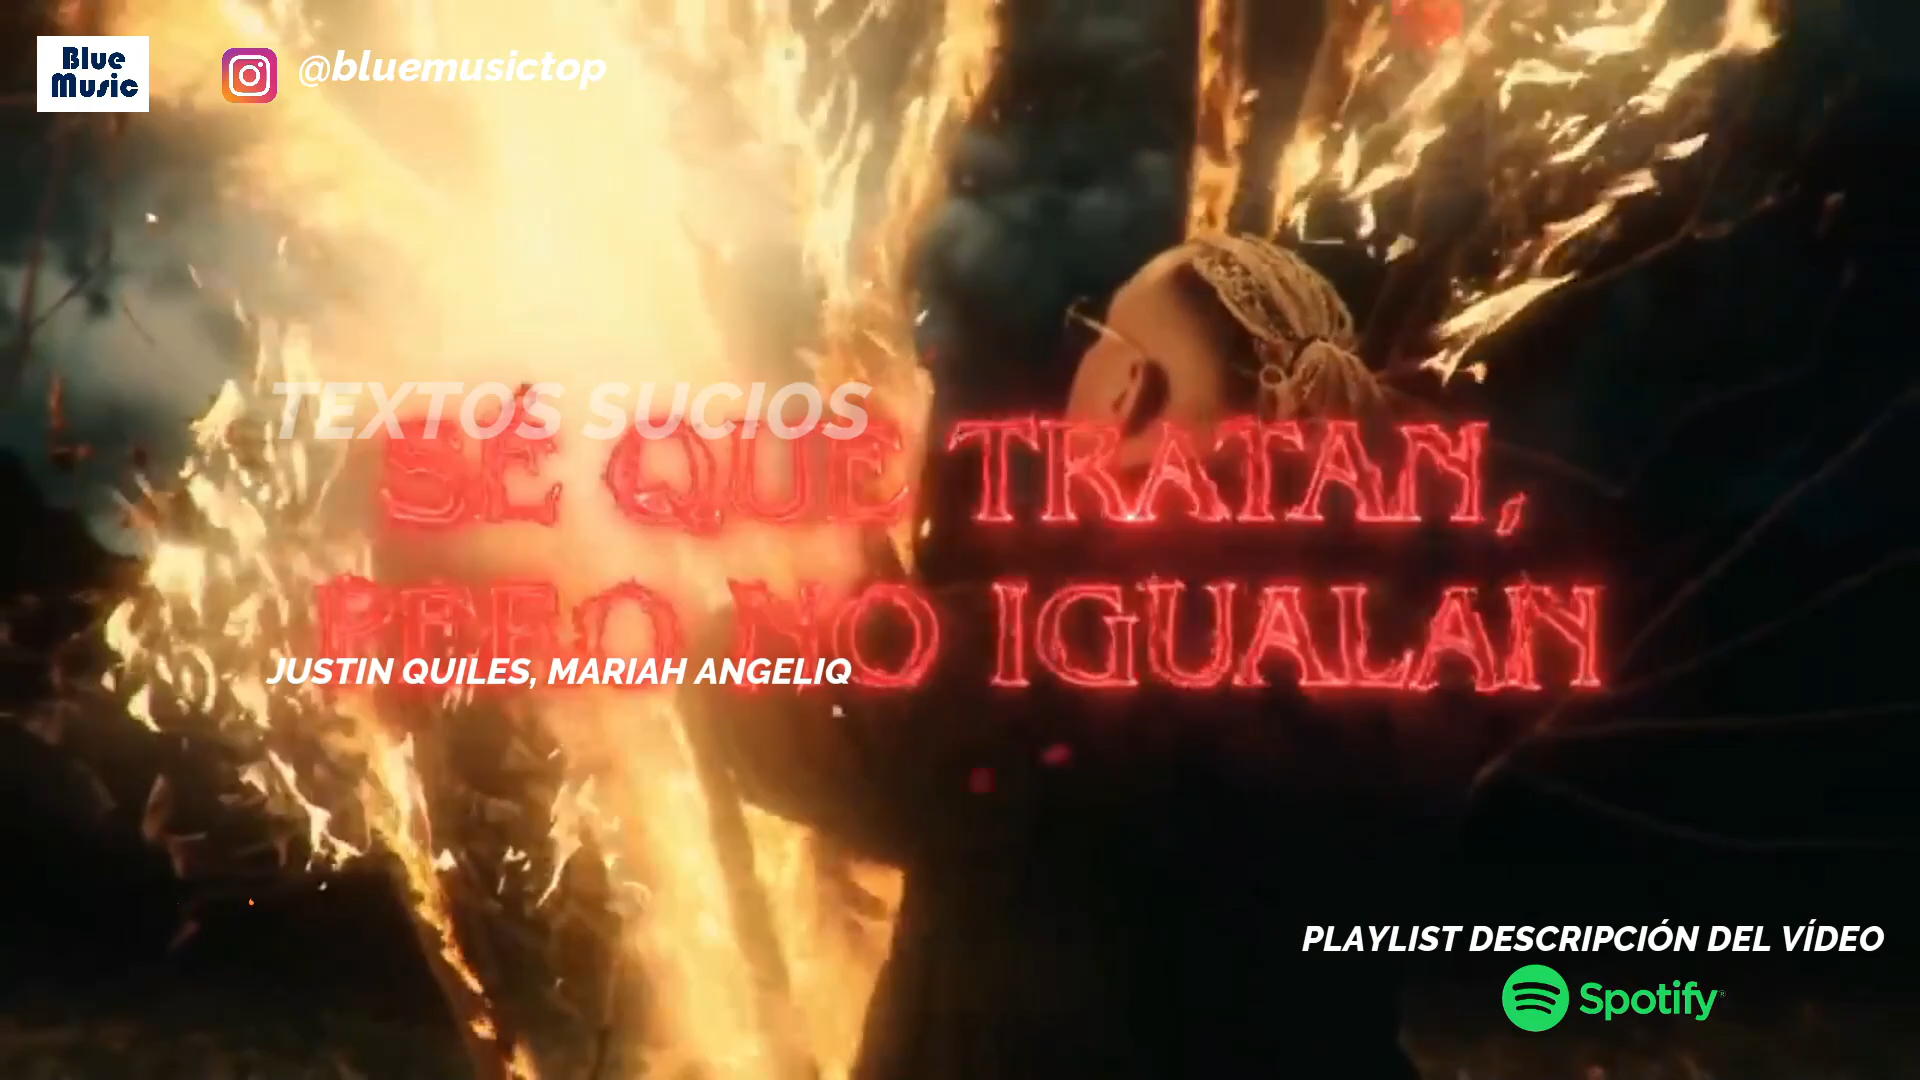 Blue
Music
@bluemusictop
TEXTOS SUCIOS
SÉ QUE TRATAN,
PERO NO IGUALAN
JUSTIN QUILES, MARIAH ANGELIQ
PLAYLIST DESCRIPCIÓN DEL VÍDEO
Spotify